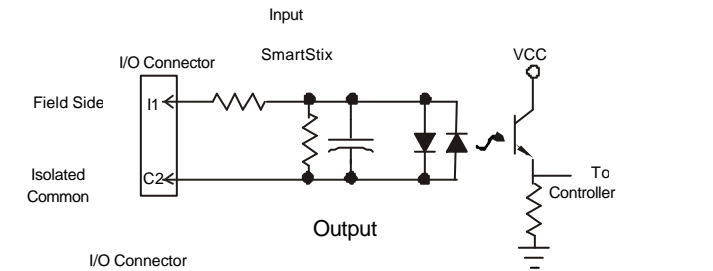 Input
SmartStix
VCC
I/O Connector
Field Side
I1
Isolated
Common
C2
To
Controller
Output
I/O Connector